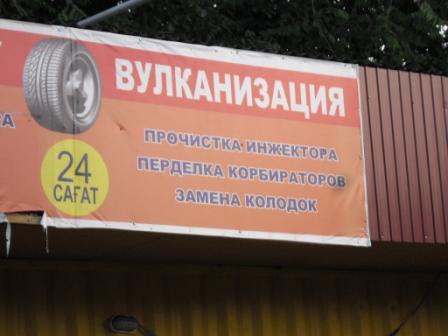 ВУЛКАНИЗАЦИЯ
ПРОЧИСТКА ИНЖЕКТОРА
ПЕРДЕЛКА КОРБИРАТОРОВ
ЗАМЕНА КОЛОДОК
24
САҒАТ